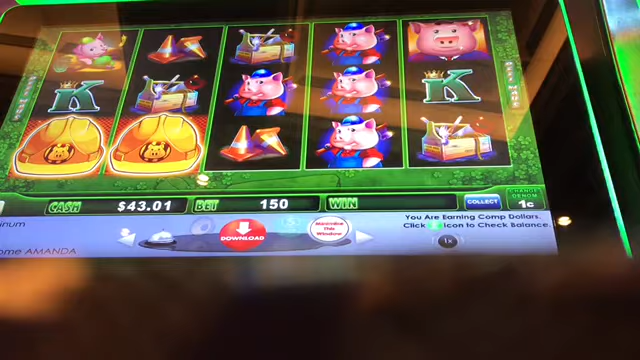 K
K
CASH $43.01 BET 150 WIN COLLECT CHANGE DENOM 1¢
inum
ome AMANDA
DOWNLOAD
Minimize This Window
You Are Earning Comp Dollars.
Click Icon to Check Balance.
1x